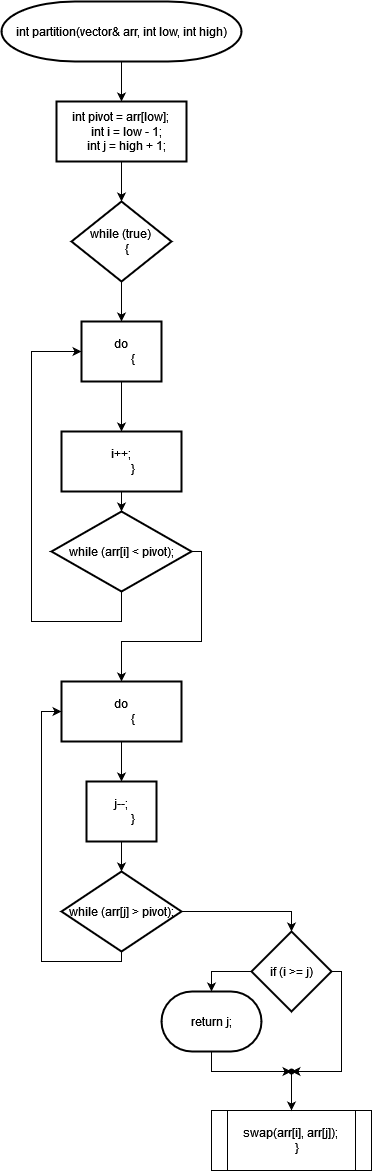 int partition(vector& arr, int low, int high)
int pivot = arr[low];
int i = low - 1;
int j = high + 1;
while (true)
{
do
{
i++;
}
while (arr[i] < pivot);
do
{
j--;
}
while (arr[j] > pivot);
if (i >= j)
return j;
swap(arr[i], arr[j]);
}